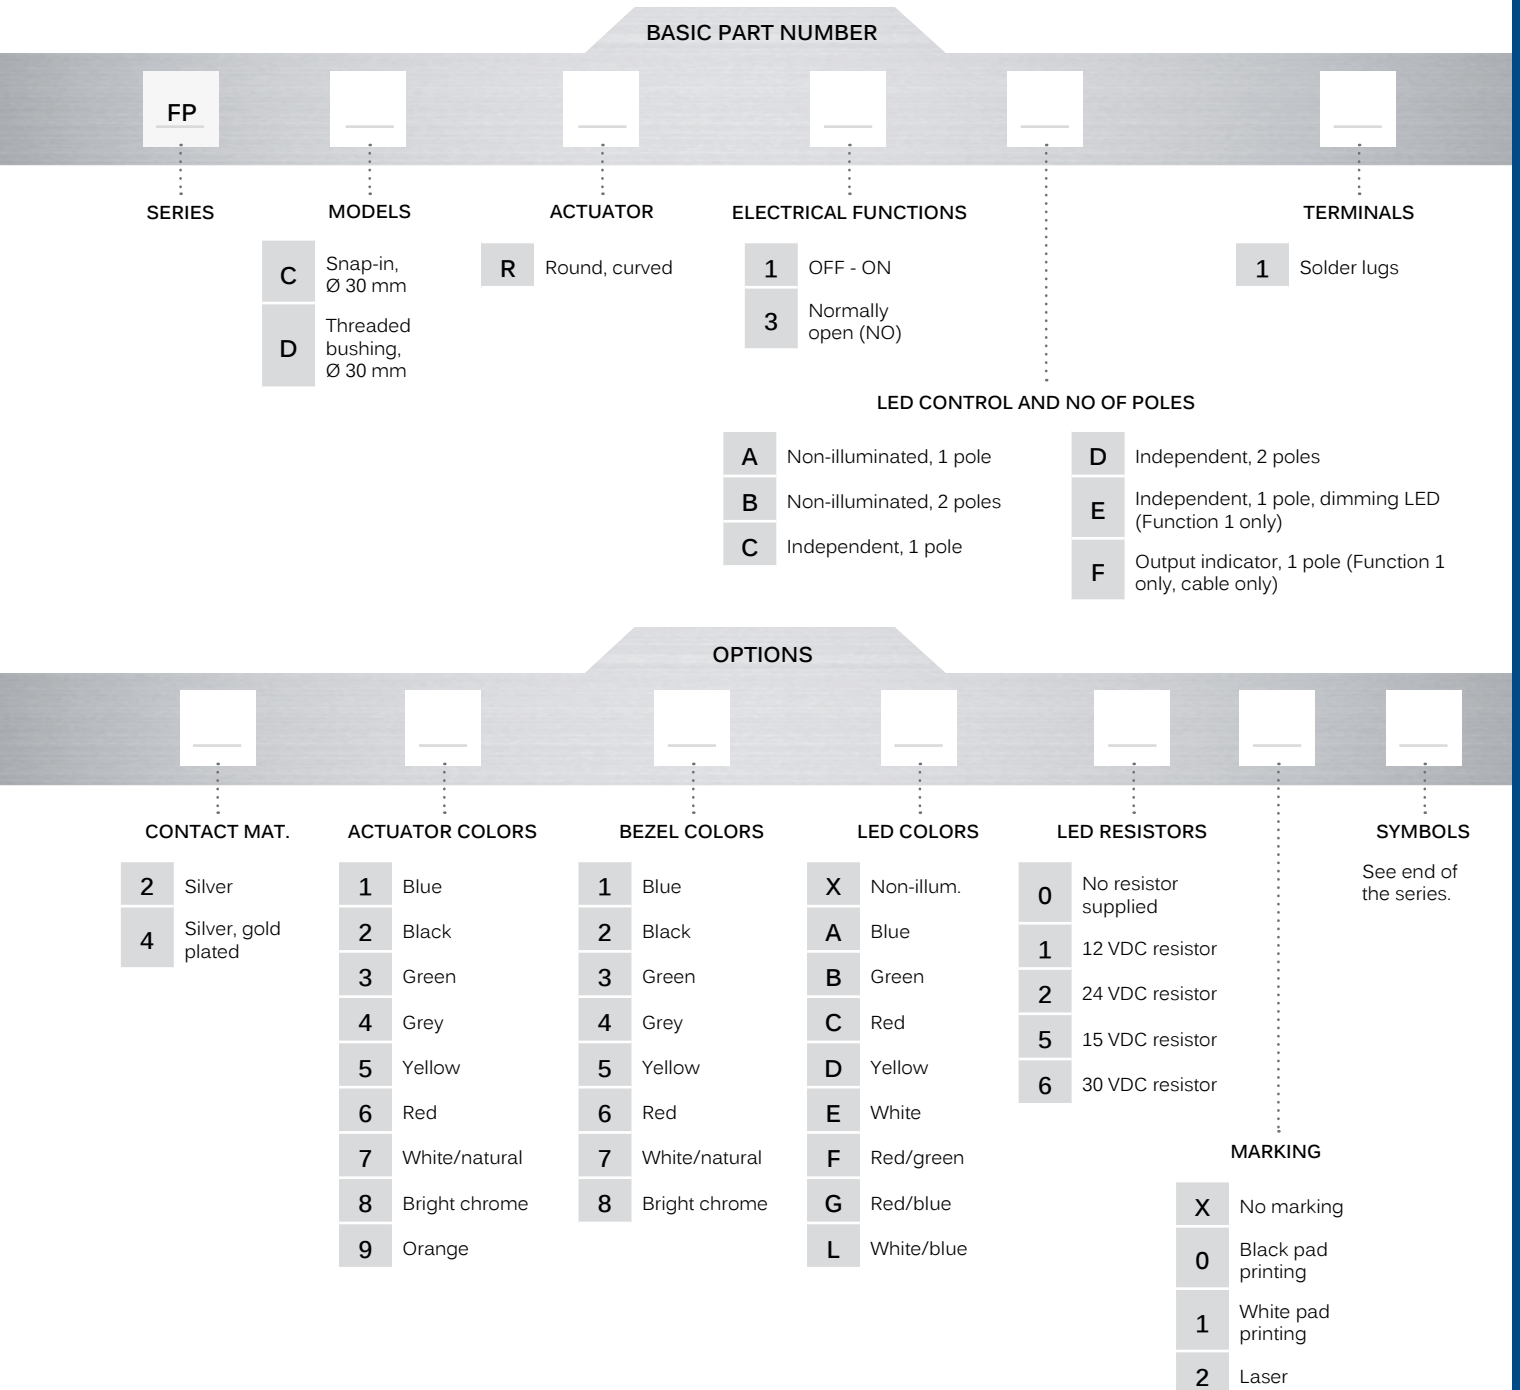 BASIC PART NUMBER
FP
SERIES
MODELS
C
Snap-in,
Ø 30 mm
D
Threaded
bushing,
Ø 30 mm
ACTUATOR
R Round, curved
ELECTRICAL FUNCTIONS
1 OFF - ON
3
Normally
open (NO)
TERMINALS
1 Solder lugs
LED CONTROL AND NO OF POLES
A Non-illuminated, 1 pole
B Non-illuminated, 2 poles
C Independent, 1 pole
D Independent, 2 poles
E
Independent, 1 pole, dimming LED
(Function 1 only)
F
Output indicator, 1 pole (Function 1
only, cable only)
OPTIONS
CONTACT MAT.
2 Silver
4
Silver, gold
plated
ACTUATOR COLORS
1 Blue
2 Black
3 Green
4 Grey
5 Yellow
6 Red
7 White/natural
8 Bright chrome
9 Orange
BEZEL COLORS
1 Blue
2 Black
3 Green
4 Grey
5 Yellow
6 Red
7 White/natural
8 Bright chrome
LED COLORS
X Non-illum.
A Blue
B Green
C Red
D Yellow
E White
F Red/green
G Red/blue
L White/blue
LED RESISTORS
0
No resistor
supplied
1 12 VDC resistor
2 24 VDC resistor
5 15 VDC resistor
6 30 VDC resistor
MARKING
X No marking
0
Black pad
printing
1
White pad
printing
2 Laser
SYMBOLS
See end of
the series.